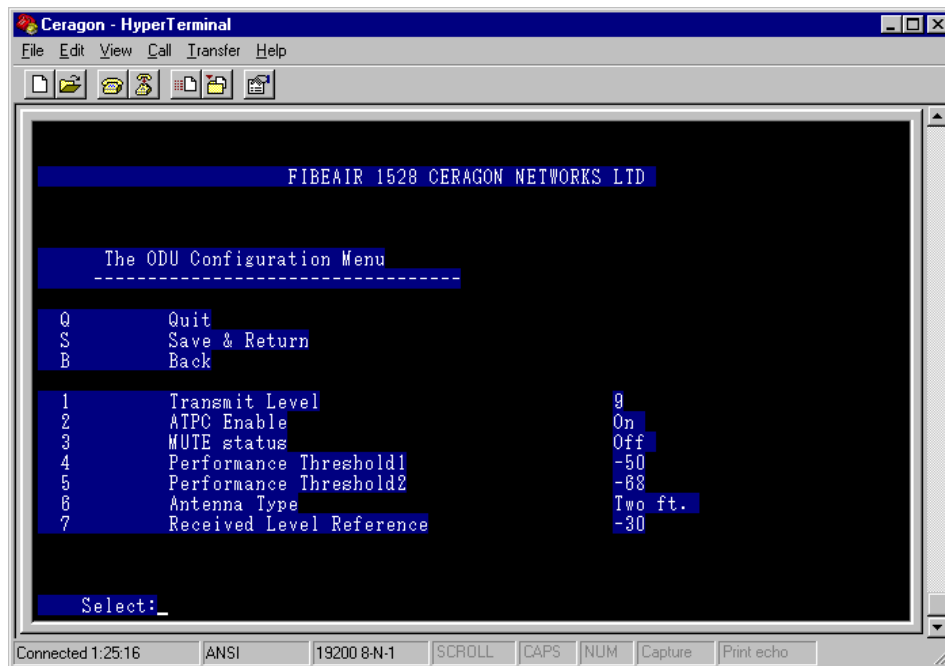 Ceragon - HyperTerminal
File Edit View Call Transfer Help
FIBEAIR 1528 CERAGON NETWORKS LTD
The ODU Configuration Menu
-----------------------------------
Q Quit
S Save & Return
B Back
1 Transmit Level 9
2 ATPC Enable On
3 MUTE status Off
4 Performance Threshold1 -50
5 Performance Threshold2 -68
6 Antenna Type Two ft.
7 Received Level Reference -30
Select:_
Connected 1:25:16 ANSI 19200 8-N-1 SCROLL CAPS NUM Capture Print echo